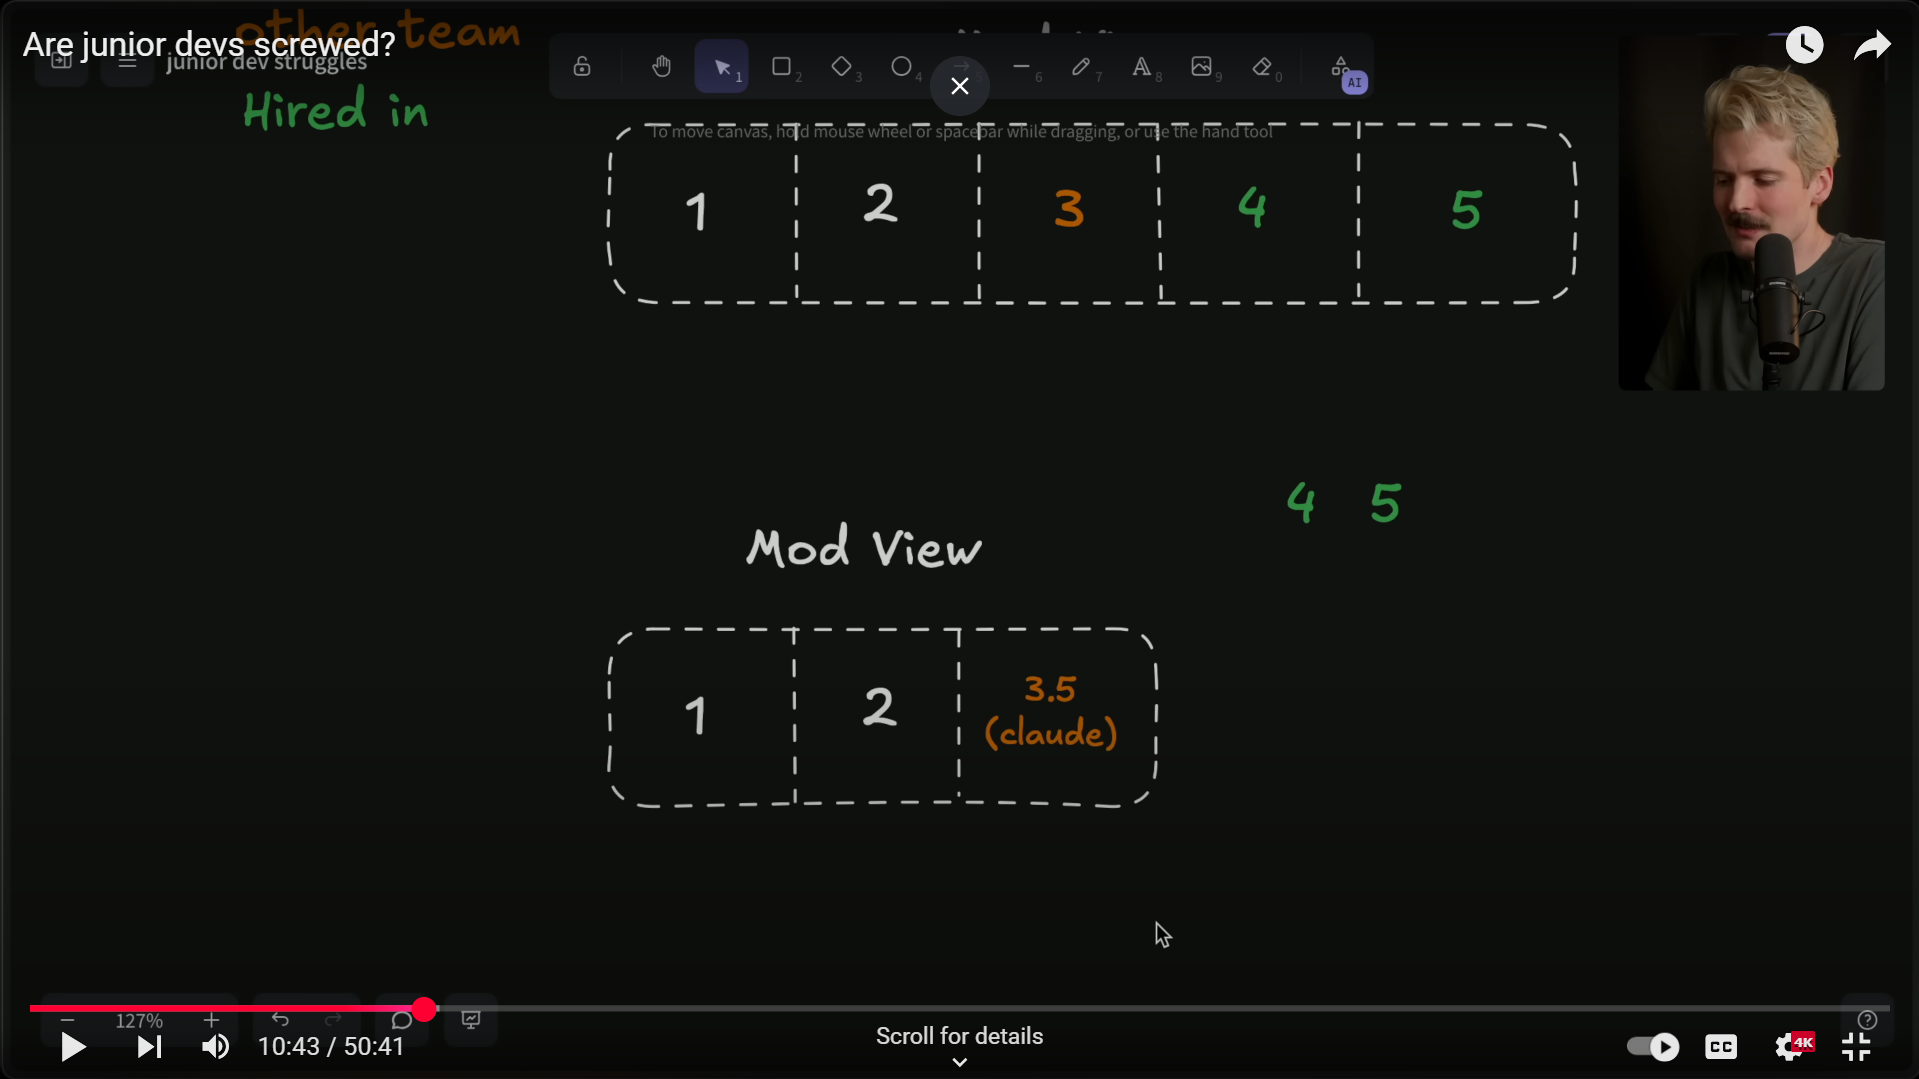 other team
Are junior devs screwed?
junior dev struggles
1
2
3
4
6
7
8
9
0
AI
Hired in
To move canvas, hold mouse wheel or spacebar while dragging, or use the hand tool
1 2 3 4 5
4 5
Mod View
1 2 3.5
(claude)
127%
10:43 / 50:41
Scroll for details
CC
4K